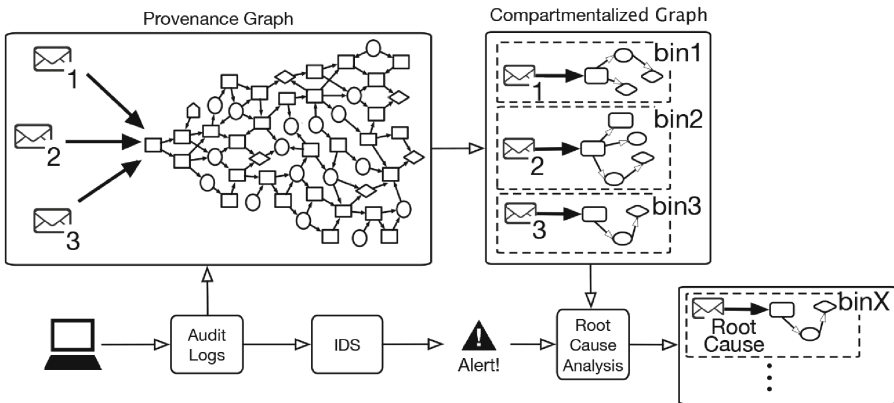 Provenance Graph
Compartmentalized Graph
1
2
3
bin1
1
bin2
2
bin3
3
Audit
Logs
IDS
Alert!
Root
Cause
Analysis
binX
Root
Cause